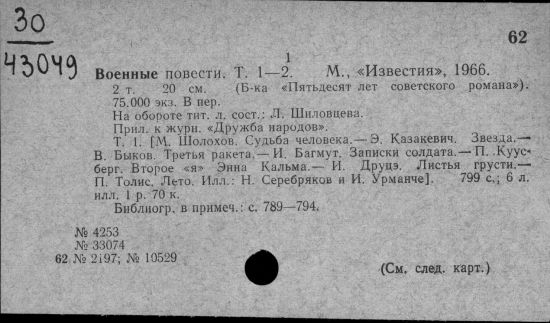 30
43049
62
1
Военные повести. Т. 1—2. М., «Известия», 1966.
2 т. 20 см. (Б-ка «Пятьдесят лет советского романа»).
75.000 экз. В пер.
На обороте тит. л. сост.: Л. Шиловцева.
Прил. к журн. «Дружба народов».
Т. 1. [М. Шолохов. Судьба человека.— Э. Казакевич. Звезда.—
В. Быков. Третья ракета.— И. Багмут. Записки солдата.— П. Куус-
берг. Второе «я» Энна Кальма.— И. Друцэ. Листья грусти.—
П. Толис. Лето. Илл.: Н. Серебряков и И. Урманче]. 799 с.; 6 л.
илл. 1 р. 70 к.
Библиогр. в примеч.: с. 789—794.
№ 4253
№ 33074
62 № 2197; № 10529
(См. след. карт.)